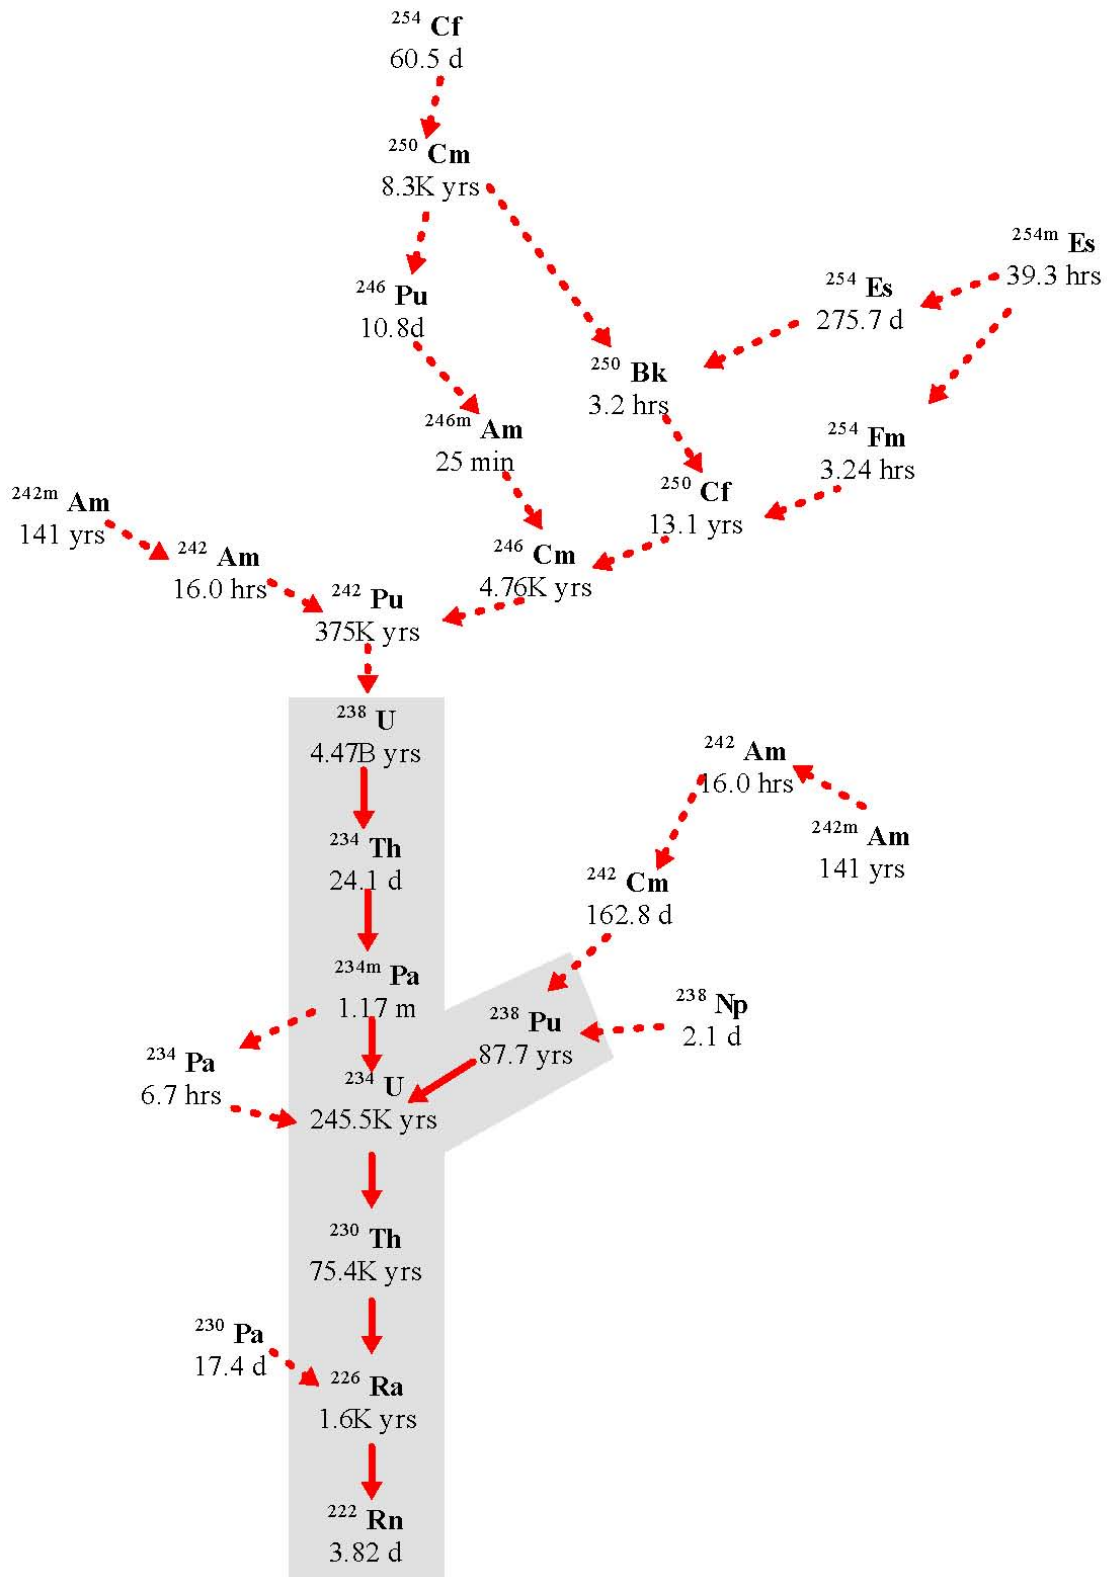 254 Cf
60.5 d
250 Cm
8.3K yrs
254m Es
39.3 hrs
254 Es
275.7 d
246 Pu
10.8d
250 Bk
3.2 hrs
246m Am
25 min
254 Fm
3.24 hrs
250 Cf
13.1 yrs
242m Am
141 yrs
242 Am
16.0 hrs
246 Cm
4.76K yrs
242 Pu
375K yrs
238 U
4.47B yrs
242 Am
16.0 hrs
242m Am
141 yrs
234 Th
24.1 d
242 Cm
162.8 d
234m Pa
1.17 m
238 Np
2.1 d
238 Pu
87.7 yrs
234 Pa
6.7 hrs
234 U
245.5K yrs
230 Th
75.4K yrs
230 Pa
17.4 d
226 Ra
1.6K yrs
222 Rn
3.82 d